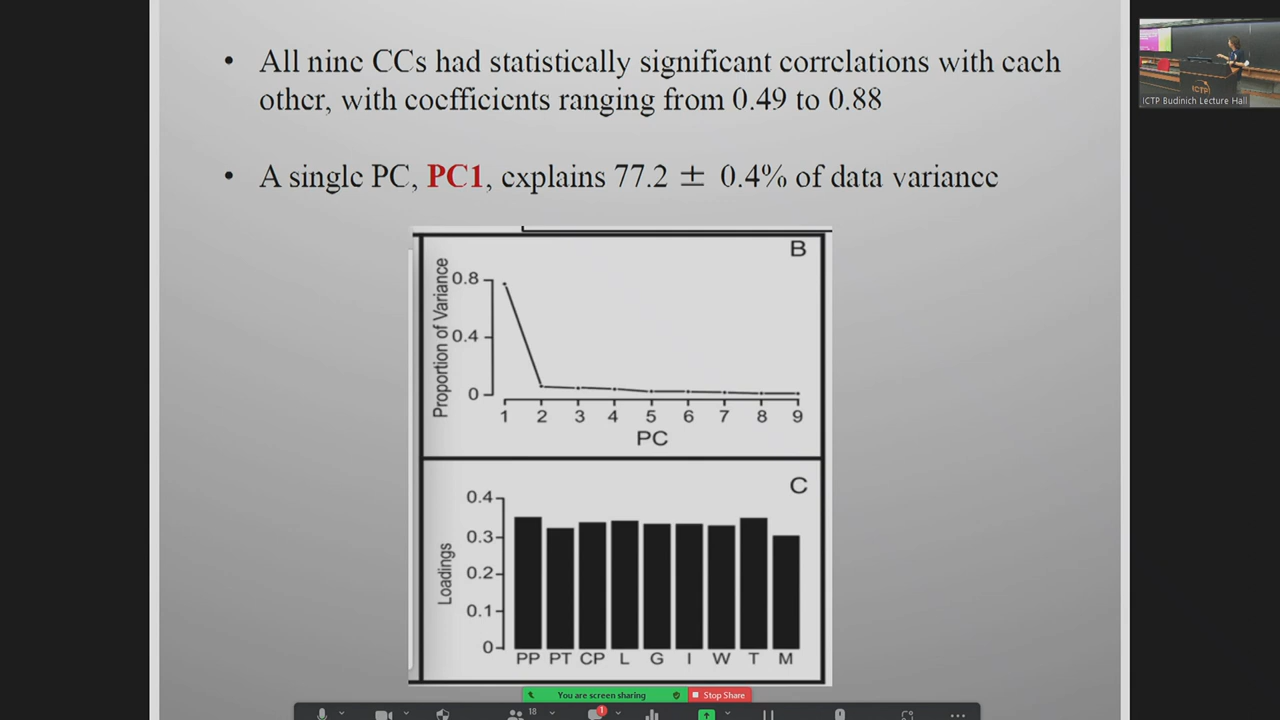 • All nine CCs had statistically significant correlations with each
other, with coefficients ranging from 0.49 to 0.88
• A single PC, PC1, explains 77.2 ± 0.4% of data variance
B
Proportion of Variance
0.8
0.4
0
1 2 3 4 5 6 7 8 9
PC
C
Loadings
0.4
0.3
0.2
0.1
0
PP PT CP L G I W T M
You are screen sharing
Stop Share
18
1
ICTP
ICTP Budinich Lecture Hall